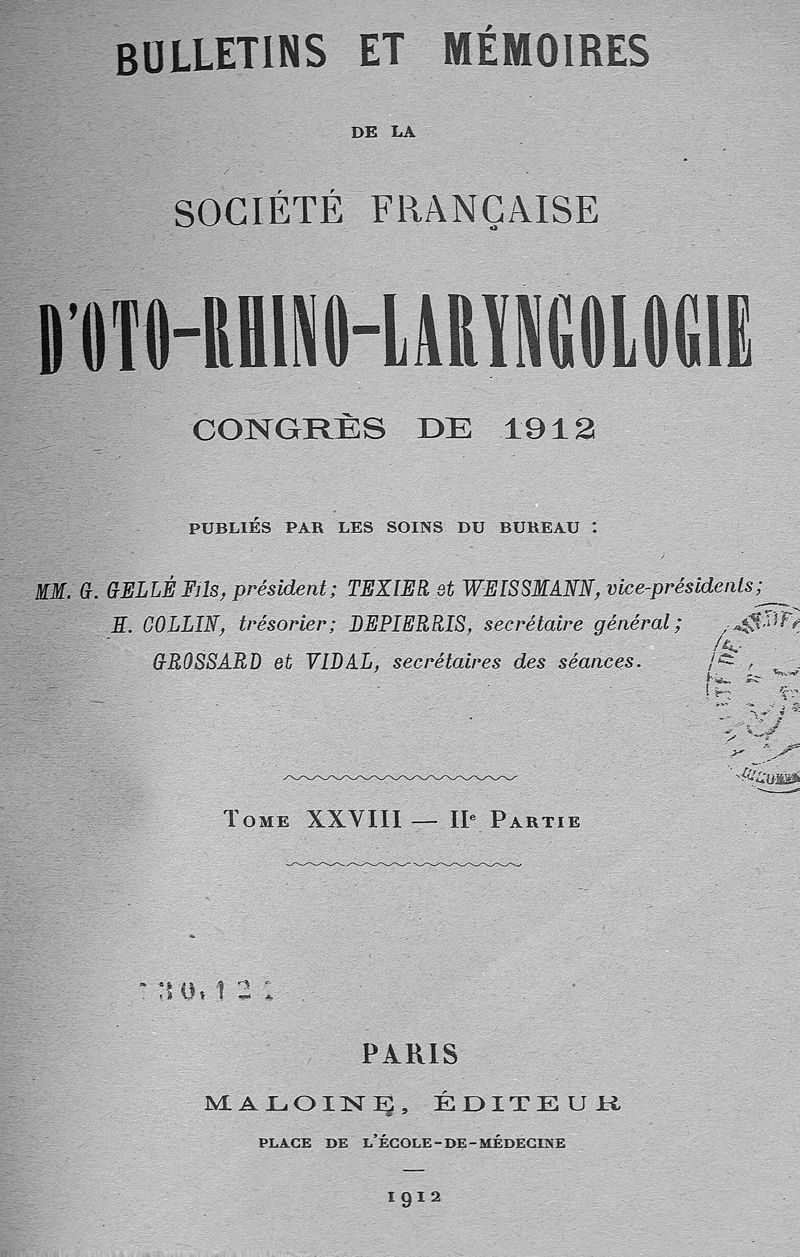 BULLETINS ET MÉMOIRES
DE LA
SOCIÉTÉ FRANÇAISE
D'OTO-RHINO-LARYNGOLOGIE
CONGRÈS DE 1912
PUBLIÉS PAR LES SOINS DU BUREAU :
MM. G. GELLÉ Fils, président; TEXIER et WEISSMANN, vice-présidents;
H. COLLIN, trésorier; DEPIERRIS, secrétaire général;
GROSSARD et VIDAL, secrétaires des séances.
TOME XXVIII — IIe PARTIE
PARIS
MALOINE, ÉDITEUR
PLACE DE L'ÉCOLE-DE-MÉDECINE
1912